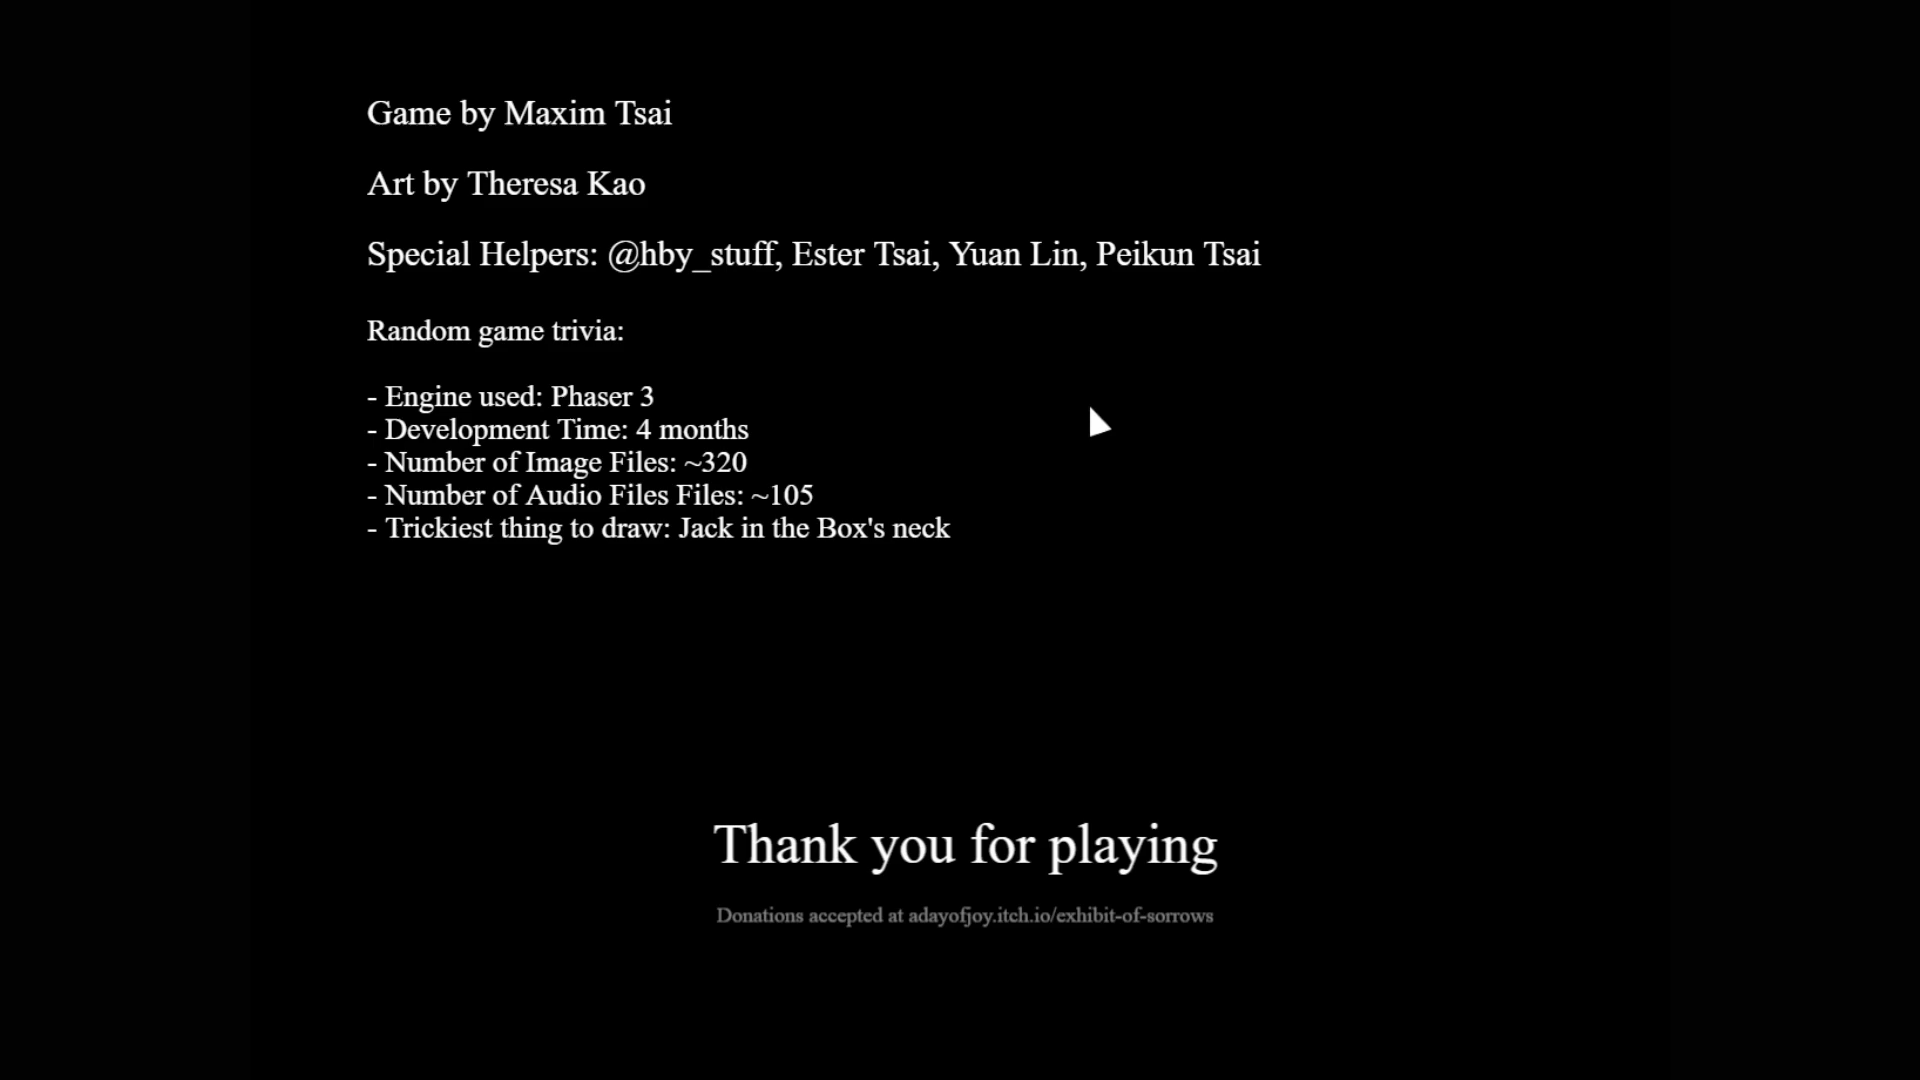 Game by Maxim Tsai
Art by Theresa Kao
Special Helpers: @hby_stuff, Ester Tsai, Yuan Lin, Peikun Tsai
Random game trivia:
- Engine used: Phaser 3
- Development Time: 4 months
- Number of Image Files: ~320
- Number of Audio Files Files: ~105
- Trickiest thing to draw: Jack in the Box's neck
Thank you for playing
Donations accepted at adayofjoy.itch.io/exhibit-of-sorrows